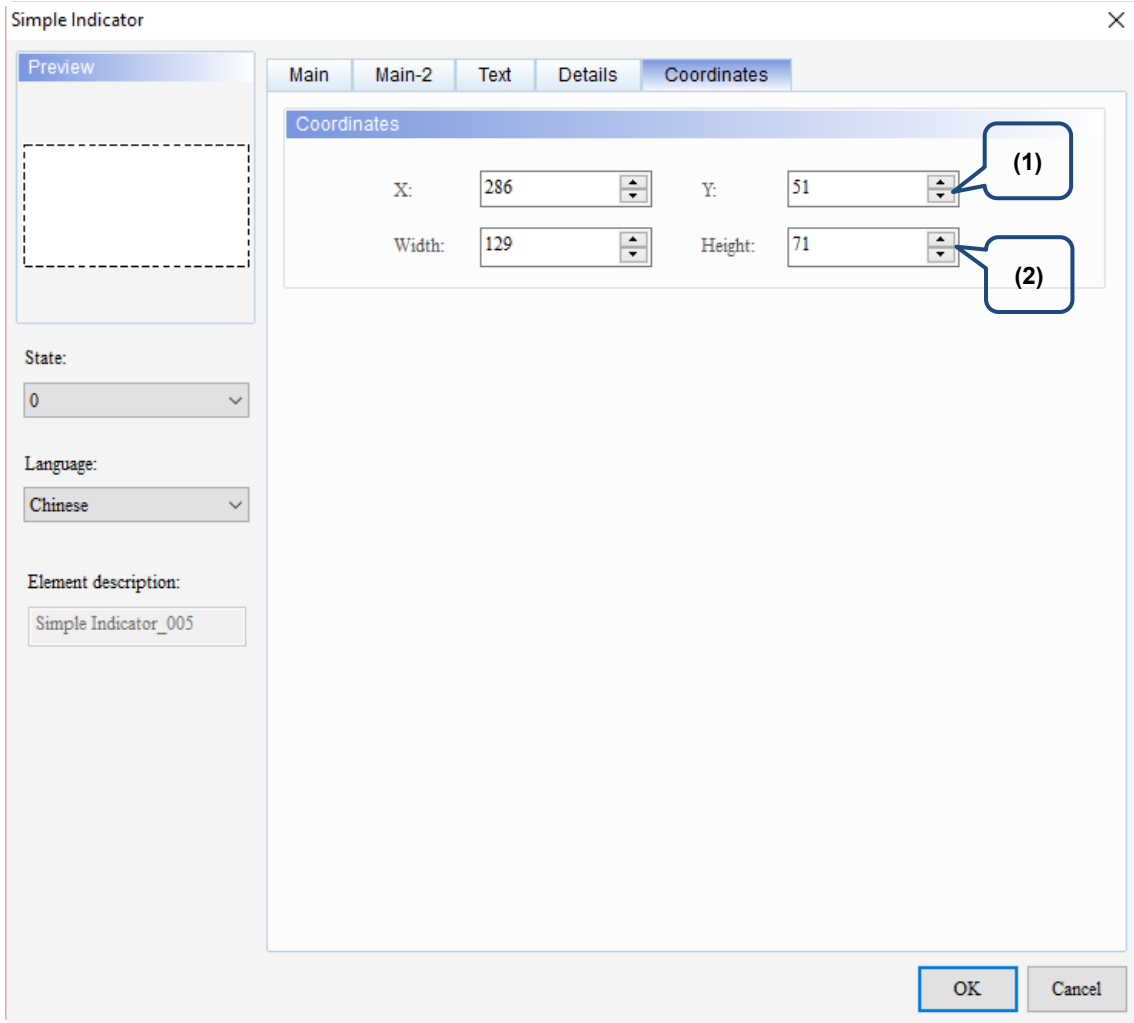 Simple Indicator
Preview
Main Main-2 Text Details Coordinates
Coordinates
(1)
X: 286 Y: 51
Width: 129 Height: 71
(2)
State:
0
Language:
Chinese
Element description:
Simple Indicator_005
OK Cancel